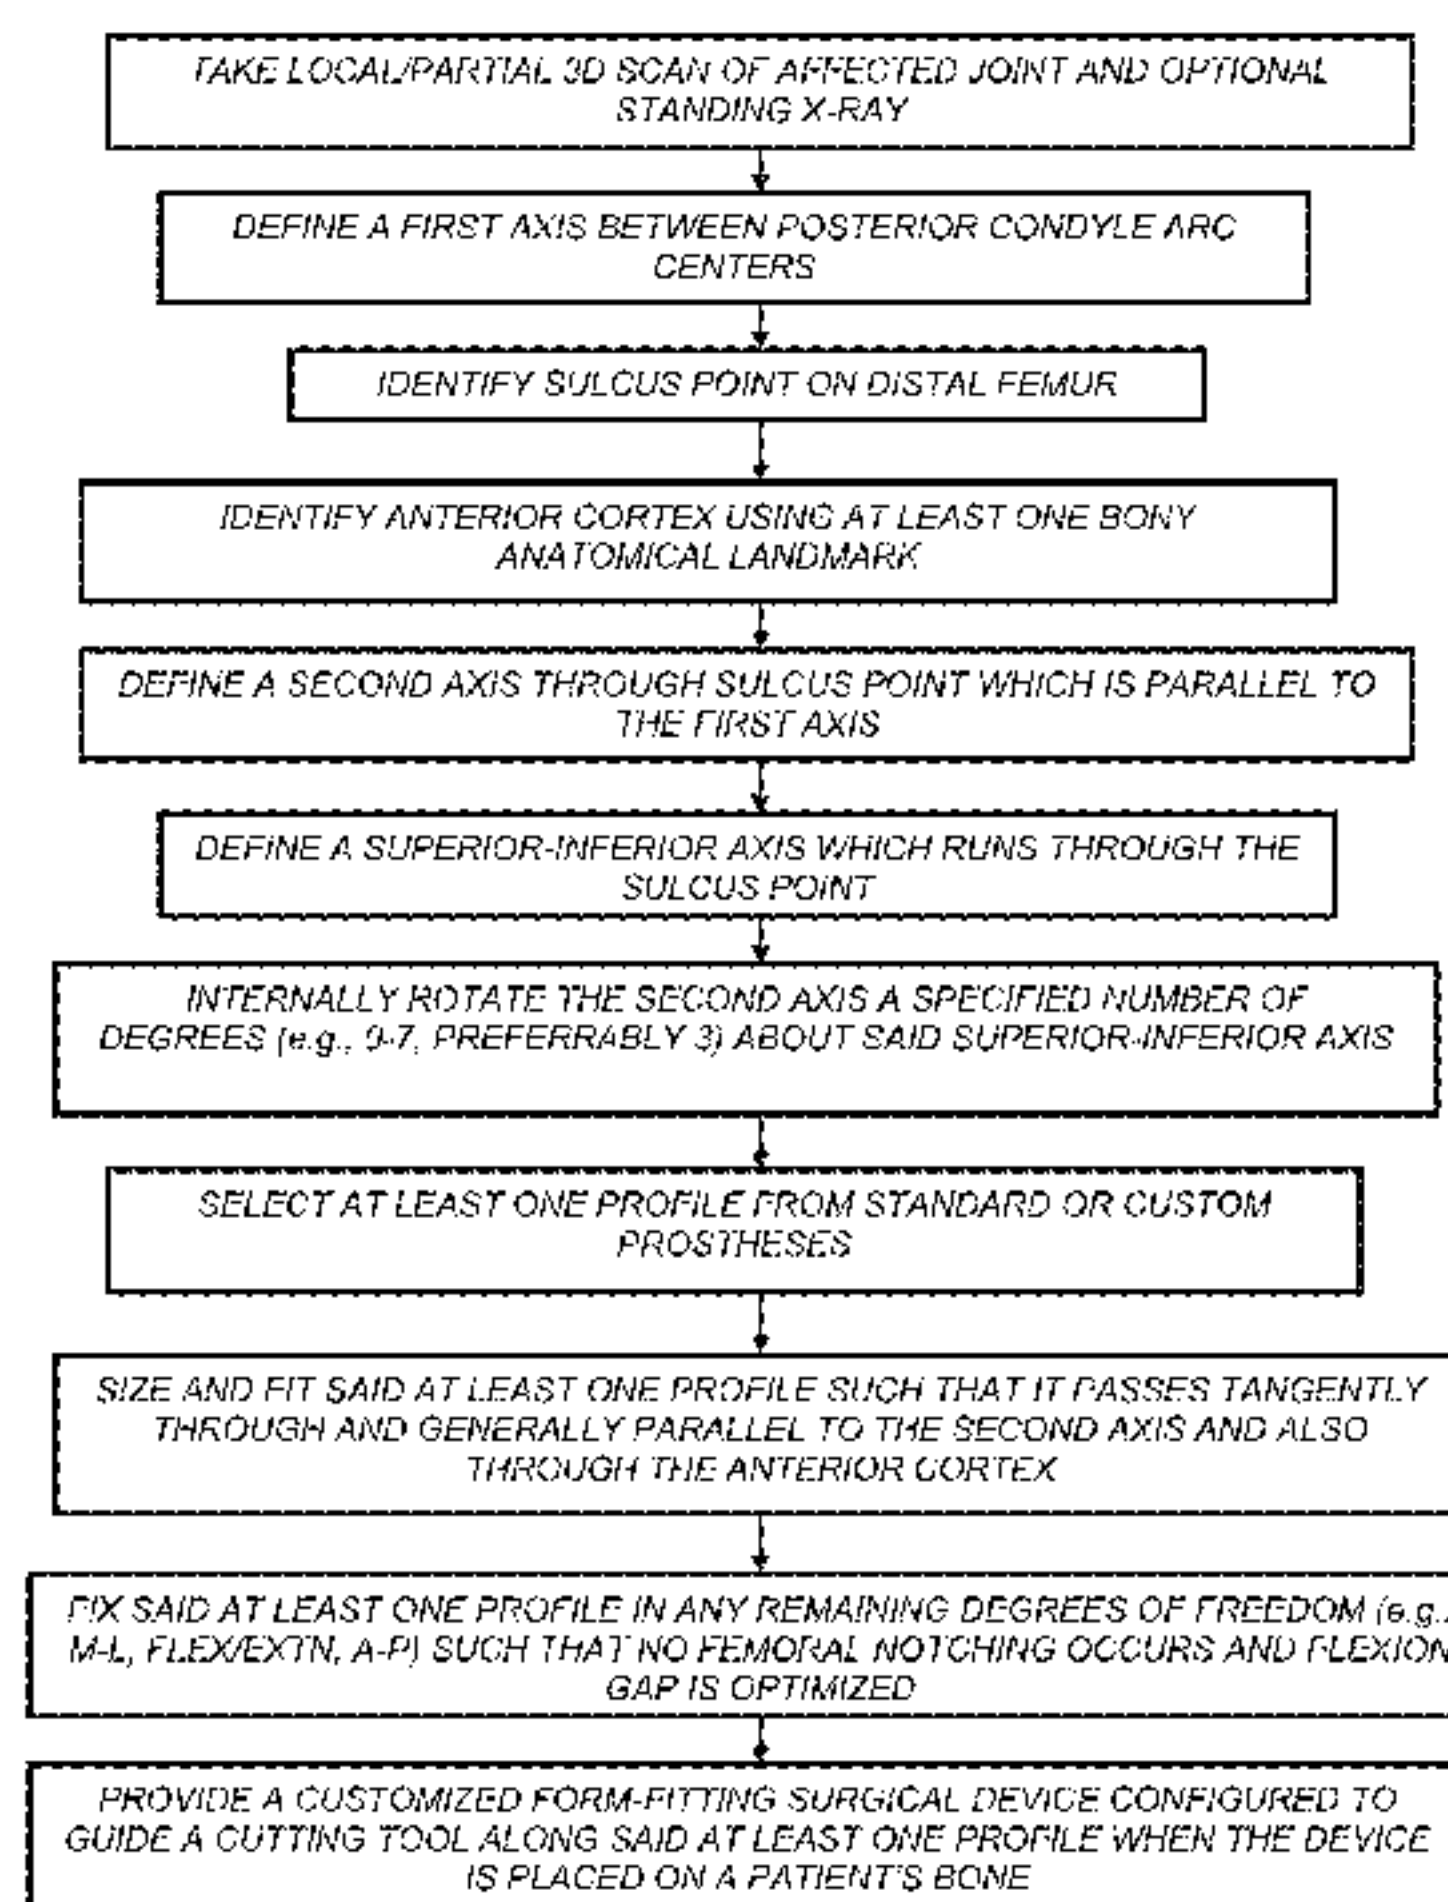 TAKE LOCAL/PARTIAL 3D SCAN OF AFFECTED JOINT AND OPTIONAL
STANDING X-RAY
DEFINE A FIRST AXIS BETWEEN POSTERIOR CONDYLE ARC
CENTERS
IDENTIFY SULCUS POINT ON DISTAL FEMUR
IDENTIFY ANTERIOR CORTEX USING AT LEAST ONE BONY
ANATOMICAL LANDMARK
DEFINE A SECOND AXIS THROUGH SULCUS POINT WHICH IS PARALLEL TO
THE FIRST AXIS
DEFINE A SUPERIOR-INFERIOR AXIS WHICH RUNS THROUGH THE
SULCUS POINT
INTERNALLY ROTATE THE SECOND AXIS A SPECIFIED NUMBER OF
DEGREES (e.g., 0-7, PREFERRABLY 3) ABOUT SAID SUPERIOR-INFERIOR AXIS
SELECT AT LEAST ONE PROFILE FROM STANDARD OR CUSTOM
PROSTHESES
SIZE AND FIT SAID AT LEAST ONE PROFILE SUCH THAT IT PASSES TANGENTLY
THROUGH AND GENERALLY PARALLEL TO THE SECOND AXIS AND ALSO
THROUGH THE ANTERIOR CORTEX
FIX SAID AT LEAST ONE PROFILE IN ANY REMAINING DEGREES OF FREEDOM (e.g.,
M-L, FLEX/EXTN, A-P) SUCH THAT NO FEMORAL NOTCHING OCCURS AND FLEXION
GAP IS OPTIMIZED
PROVIDE A CUSTOMIZED FORM-FITTING SURGICAL DEVICE CONFIGURED TO
GUIDE A CUTTING TOOL ALONG SAID AT LEAST ONE PROFILE WHEN THE DEVICE
IS PLACED ON A PATIENT'S BONE